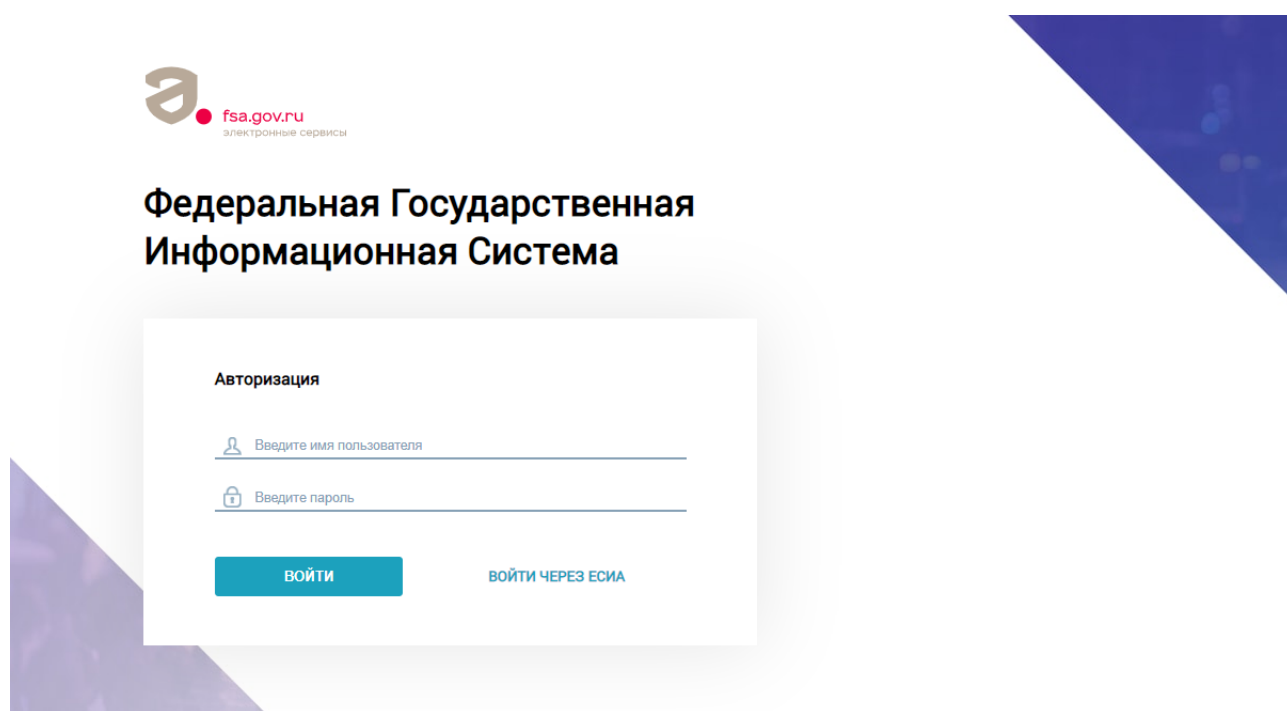 fsa.gov.ru
электронные сервисы
Федеральная Государственная
Информационная Система
Авторизация
Введите имя пользователя
Введите пароль
ВОЙТИ
ВОЙТИ ЧЕРЕЗ ЕСИА